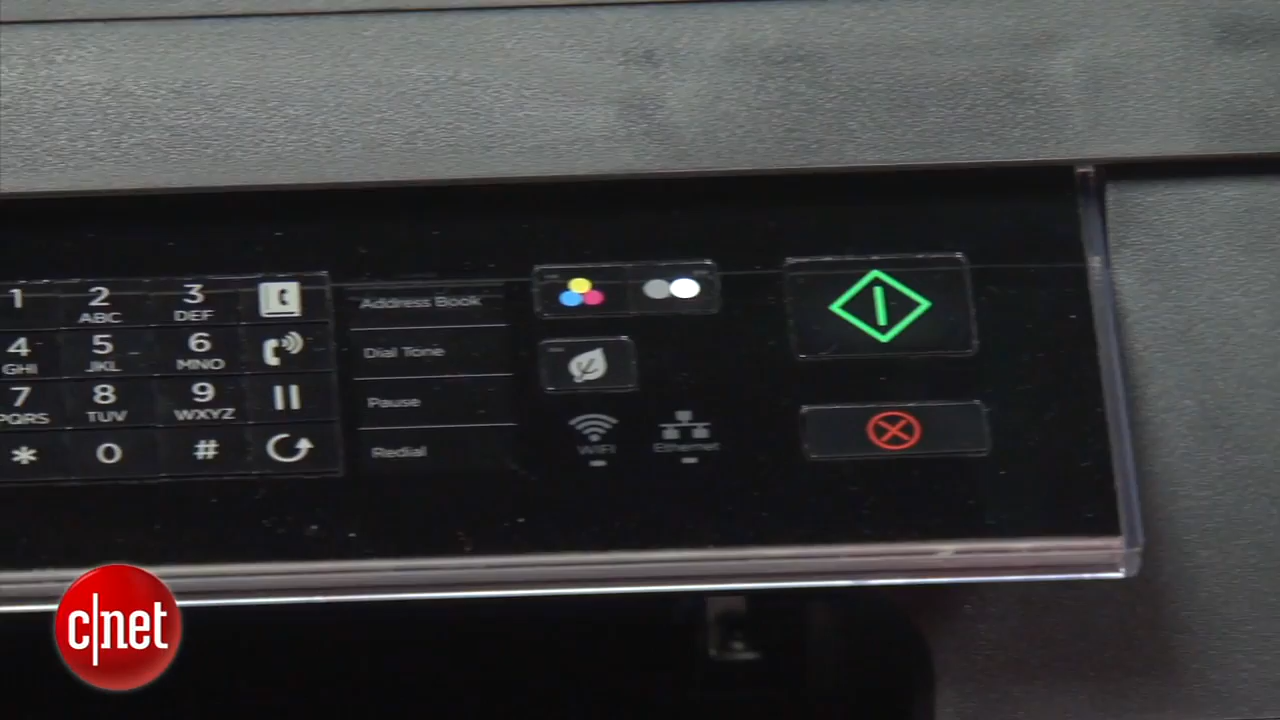 1 2 3
ABC DEF
Address Book
4 5 6
GHI JKL MNO
Dial Tone
7 8 9
PQRS TUV WXYZ
Pause
* 0 #
Redial
WiFi Ethernet
c|net